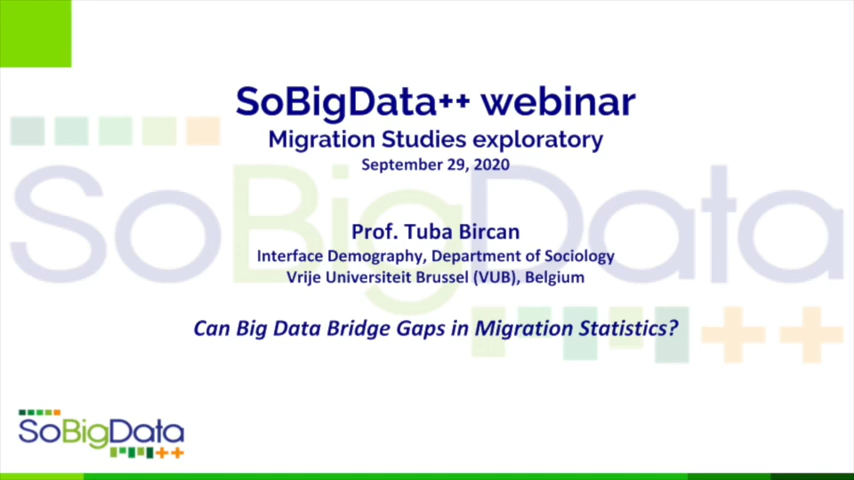 SoBigData++ webinar
Migration Studies exploratory
September 29, 2020
SoBigData
Prof. Tuba Bircan
Interface Demography, Department of Sociology
Vrije Universiteit Brussel (VUB), Belgium
Can Big Data Bridge Gaps in Migration Statistics?
++
SoBigData
++